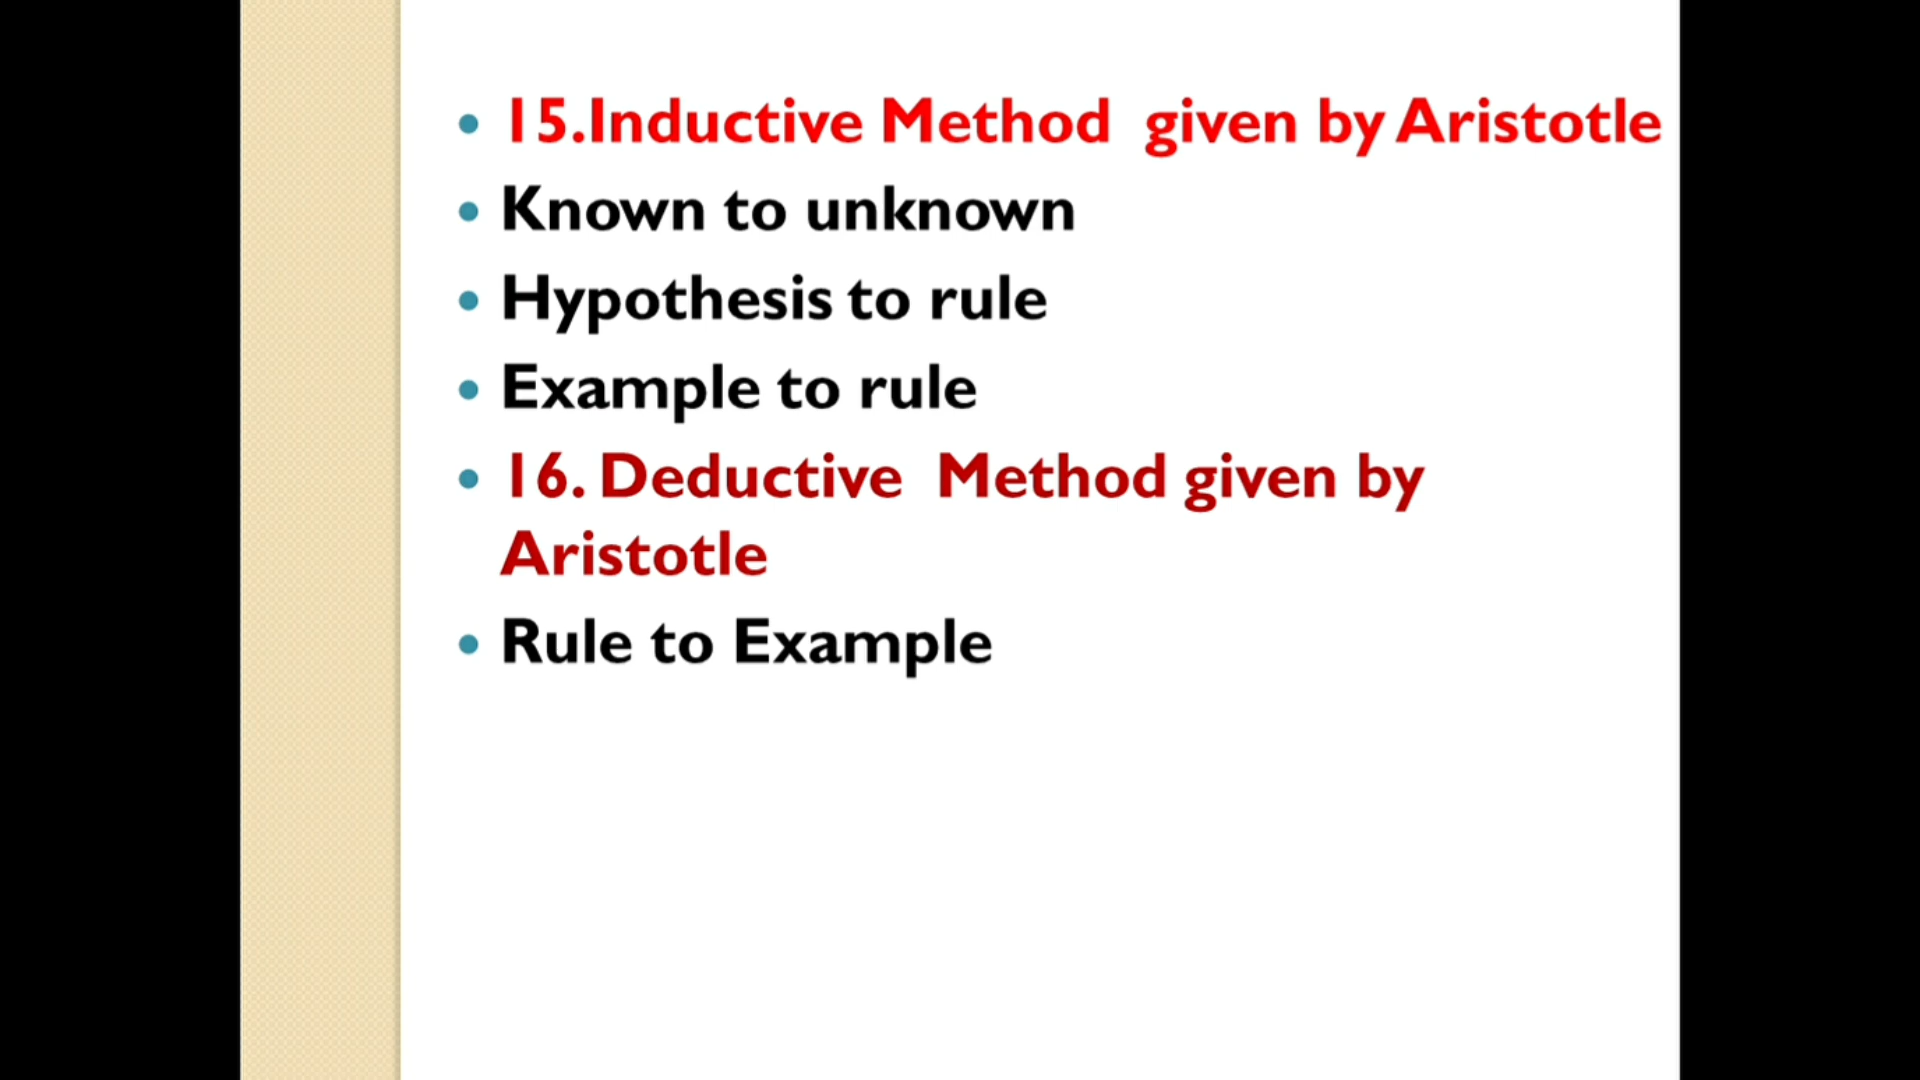 15.Inductive Method given by Aristotle
Known to unknown
Hypothesis to rule
Example to rule
16. Deductive Method given by
Aristotle
Rule to Example